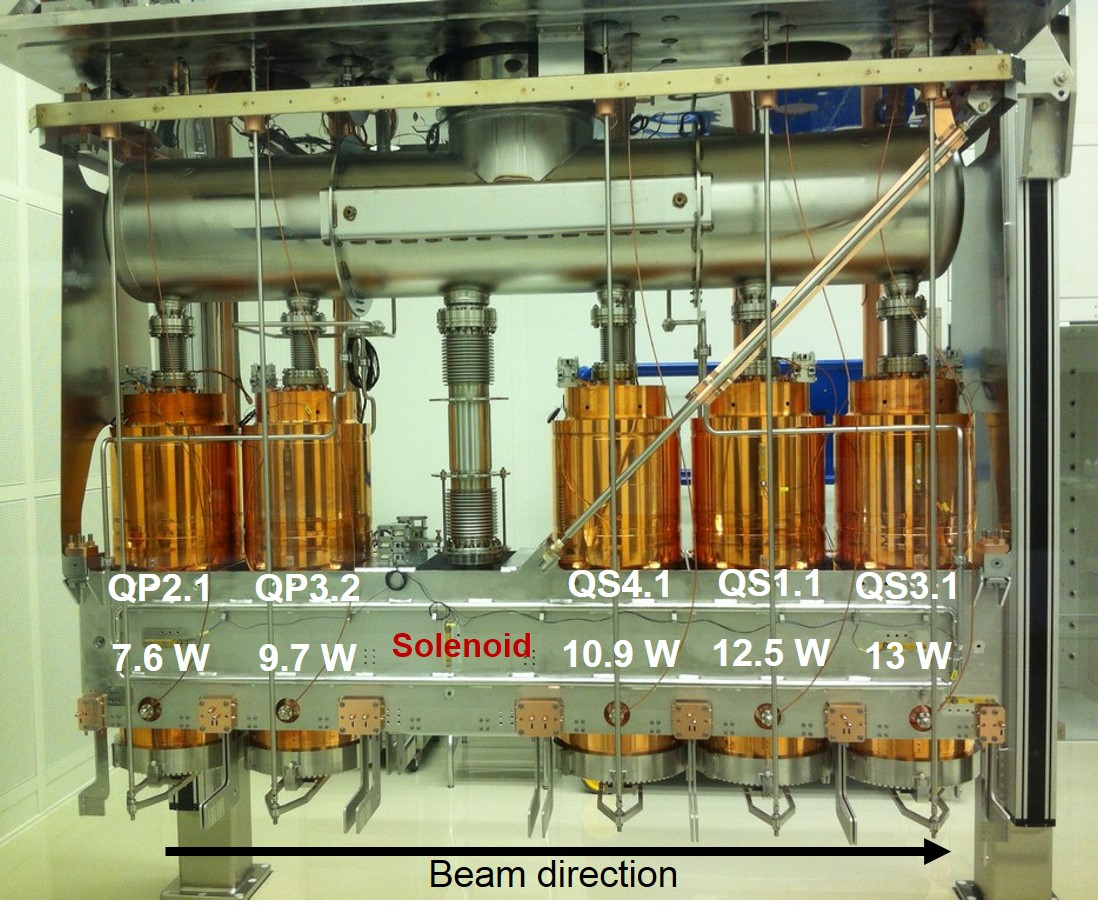 QP2.1 QP3.2 QS4.1 QS1.1 QS3.1
7.6 W 9.7 W Solenoid 10.9 W 12.5 W 13 W
Beam direction